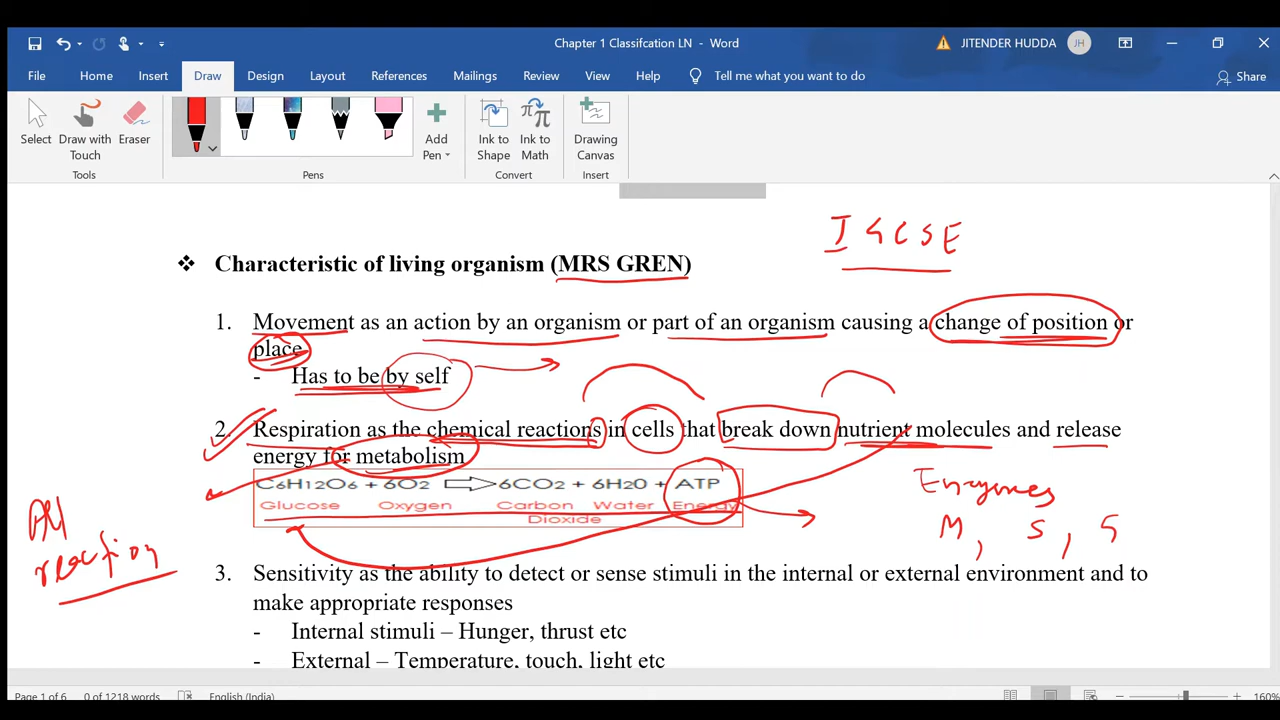 Chapter 1 Classifcation LN - Word
JITENDER HUDDA
JH
File Home Insert Draw Design Layout References Mailings Review View Help Tell me what you want to do
Share
Select
Draw with Touch
Eraser
Add Pen
Ink to Shape
Ink to Math
Drawing Canvas
Tools
Pens
Convert
Insert
IGCSE
❖ Characteristic of living organism (MRS GREN)
1. Movement as an action by an organism or part of an organism causing a change of position or
place
- Has to be by self
2. Respiration as the chemical reactions in cells that break down nutrient molecules and release
energy for metabolism
C6H12O6 + 6O2 ⇨ 6CO2 + 6H20 + ATP
Glucose Oxygen Carbon Water Energy
Dioxide
Enzymes
M, S, G
All
reaction
3. Sensitivity as the ability to detect or sense stimuli in the internal or external environment and to
make appropriate responses
- Internal stimuli – Hunger, thrust etc
- External – Temperature, touch, light etc
Page 1 of 6 0 of 1218 words English (India) 160%